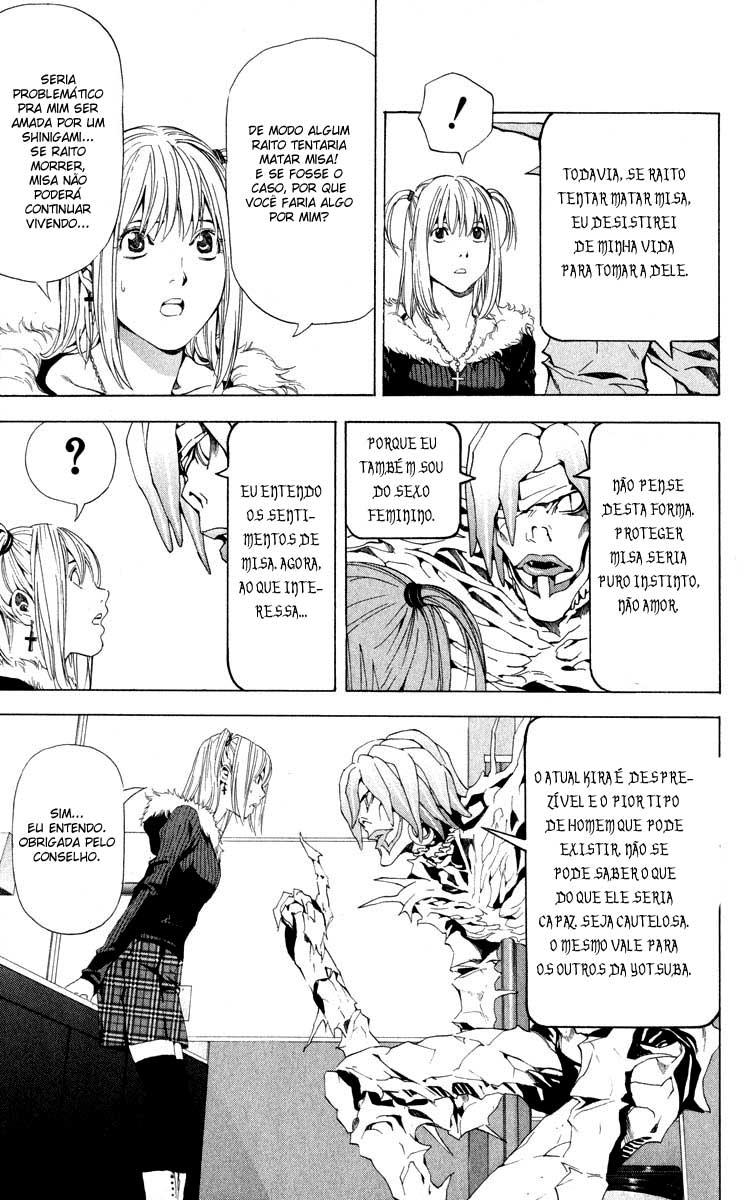 !
TODAVIA, SE RAITO
TENTAR MATAR MISA,
EU DESISTIREI
DE MINHA VIDA
PARA TOMAR A DELE.
DE MODO ALGUM
RAITO TENTARIA
MATAR MISA!
E SE FOSSE O
CASO, POR QUE
VOCÊ FARIA ALGO
POR MIM?
SERIA
PROBLEMÁTICO
PRA MIM SER
AMADA POR UM
SHINIGAMI...
SE RAITO
MORRER,
MISA NÃO
PODERÁ
CONTINUAR
VIVENDO...
NÃO PENSE
DESTA FORMA.
PROTEGER
MISA SERIA
PURO INSTINTO,
NÃO AMOR.
PORQUE EU
TAMBÉM SOU
DO SEXO
FEMININO.
EU ENTENDO
OS SENTI-
MENTOS DE
MISA. AGORA,
AO QUE INTE-
RESSA...
?
O ATUAL KIRA É DESPRE-
ZÍVEL E O PIOR TIPO
DE HOMEM QUE PODE
EXISTIR. NÃO SE
PODE SABER O QUE
DO QUE ELE SERIA
CAPAZ. SEJA CAUTELOSA.
O MESMO VALE PARA
OS OUTROS DA YOTSUBA.
SIM...
EU ENTENDO.
OBRIGADA PELO
CONSELHO.